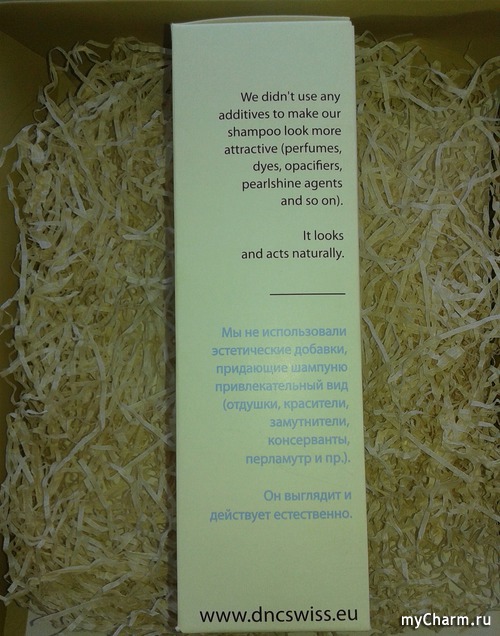 We didn't use any
additives to make our
shampoo look more
attractive (perfumes,
dyes, opacifiers,
pearlshine agents
and so on).
It looks
and acts naturally.
Мы не использовали
эстетические добавки,
придающие шампуню
привлекательный вид
(отдушки, красители,
замутнители,
консерванты,
перламутр и пр.).
Он выглядит и
действует естественно.
www.dncswiss.eu
myCharm.ru